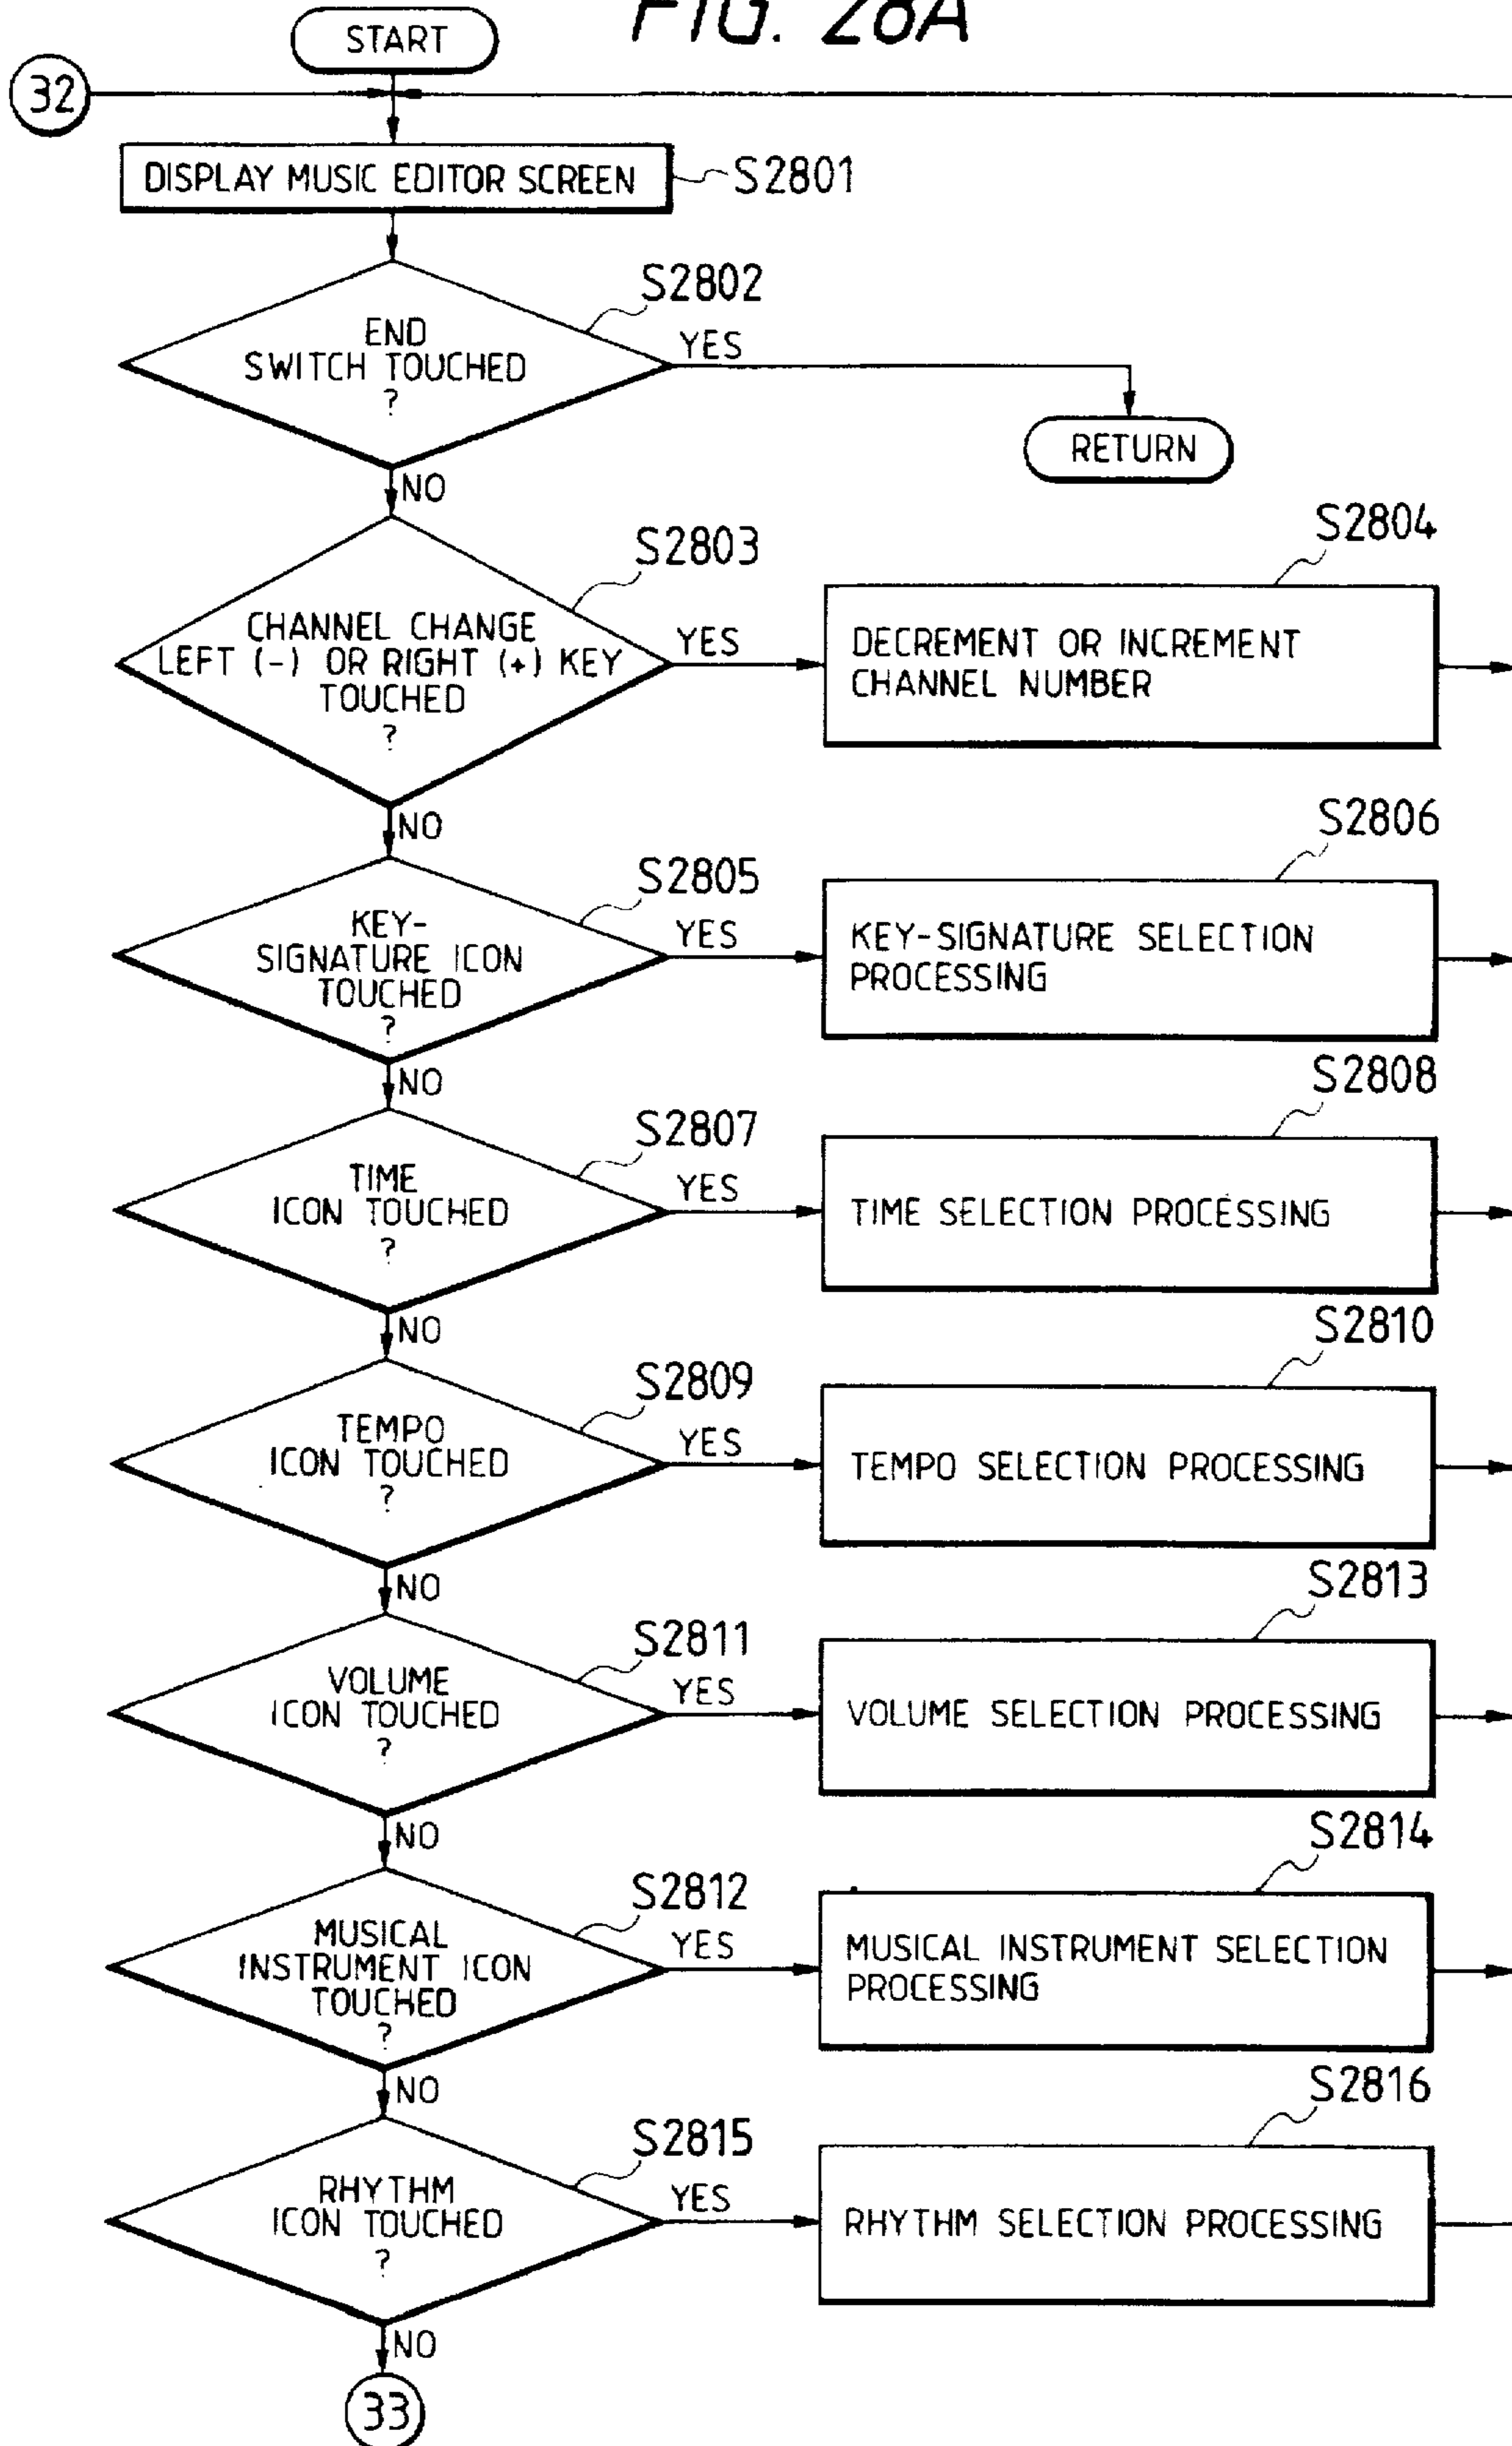 FIG. 28A
START
32
DISPLAY MUSIC EDITOR SCREEN
S2801
S2802
END
SWITCH TOUCHED
?
YES
RETURN
NO
S2803
CHANNEL CHANGE
LEFT (-) OR RIGHT (+) KEY
TOUCHED
?
YES
S2804
DECREMENT OR INCREMENT
CHANNEL NUMBER
NO
S2805
KEY-
SIGNATURE ICON
TOUCHED
?
YES
S2806
KEY-SIGNATURE SELECTION
PROCESSING
NO
S2807
TIME
ICON TOUCHED
?
YES
S2808
TIME SELECTION PROCESSING
NO
S2809
TEMPO
ICON TOUCHED
?
YES
S2810
TEMPO SELECTION PROCESSING
NO
S2811
VOLUME
ICON TOUCHED
?
YES
S2813
VOLUME SELECTION PROCESSING
NO
S2812
MUSICAL
INSTRUMENT ICON
TOUCHED
?
YES
S2814
MUSICAL INSTRUMENT SELECTION
PROCESSING
NO
S2815
RHYTHM
ICON TOUCHED
?
YES
S2816
RHYTHM SELECTION PROCESSING
NO
33